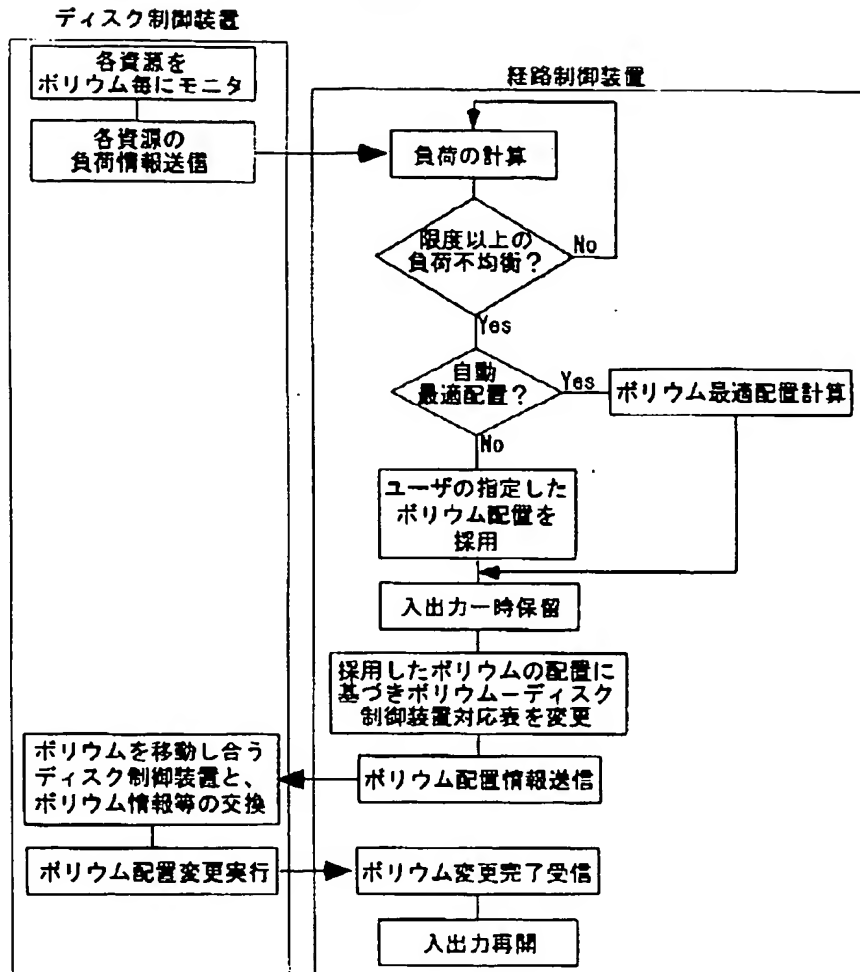 ディスク制御装置
各資源を
ボリウム毎にモニタ
各資源の
負荷情報送信
経路制御装置
負荷の計算
限度以上の
負荷不均衡?
No
Yes
自動
最適配置?
Yes
ボリウム最適配置計算
No
ユーザの指定した
ボリウム配置を
採用
入出力一時保留
採用したボリウムの配置に
基づきボリウムーディスク
制御装置対応表を変更
ボリウムを移動し合う
ディスク制御装置と、
ボリウム情報等の交換
ボリウム配置情報送信
ボリウム配置変更実行
ボリウム変更完了受信
入出力再開